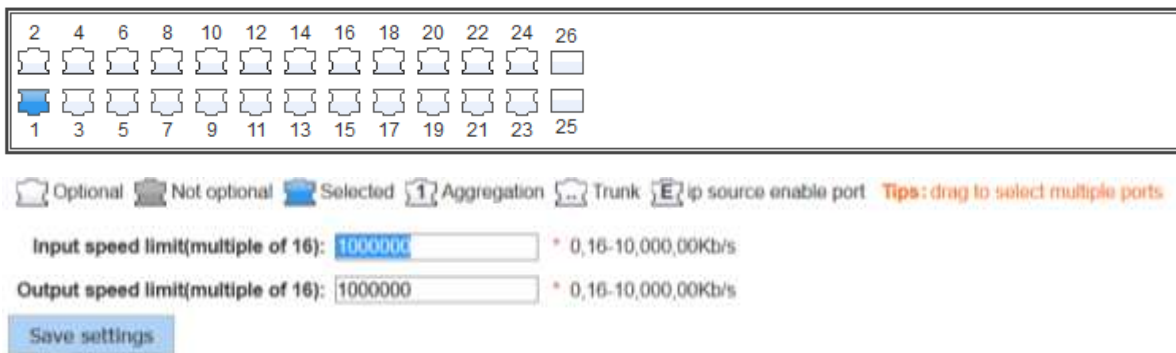 2 4 6 8 10 12 14 16 18 20 22 24 26
1 3 5 7 9 11 13 15 17 19 21 23 25
Optional Not optional Selected 1 Aggregation ... Trunk E ip source enable port Tips: drag to select multiple ports
Input speed limit(multiple of 16): 1000000 * 0,16-10,000,00Kb/s
Output speed limit(multiple of 16): 1000000 * 0,16-10,000,00Kb/s
Save settings